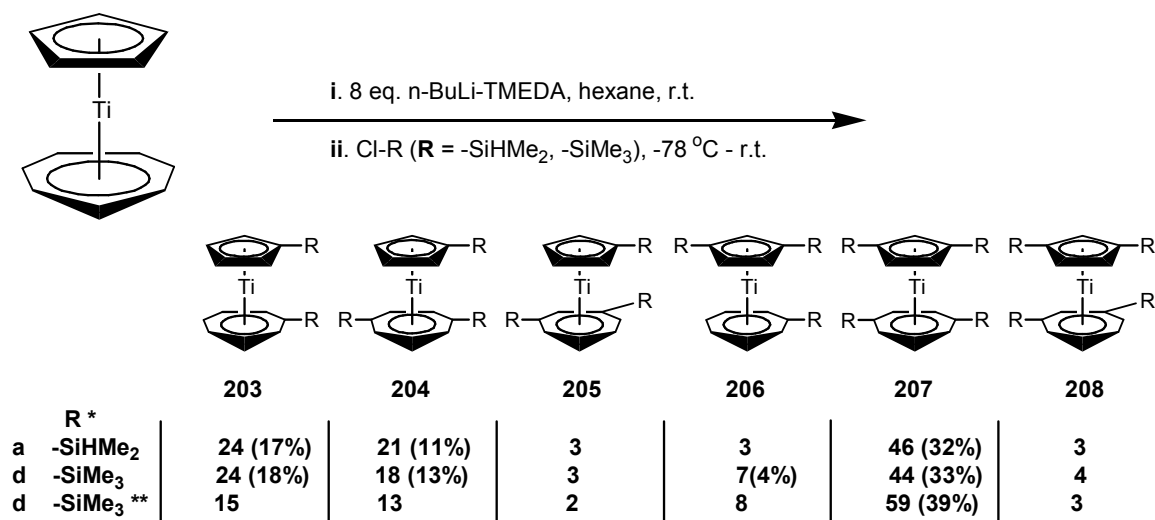 i. 8 eq. n-BuLi-TMEDA, hexane, r.t.
Ti
ii. Cl-R (R = -SiHMe2, -SiMe3), -78 °C - r.t.
R R R R R R R R
Ti Ti Ti Ti Ti Ti
R R
R R R R R R R R R
203 204 205 206 207 208
R *
a -SiHMe2 24 (17%) 21 (11%) 3 3 46 (32%) 3
d -SiMe3 24 (18%) 18 (13%) 3 7(4%) 44 (33%) 4
d -SiMe3 ** 15 13 2 8 59 (39%) 3